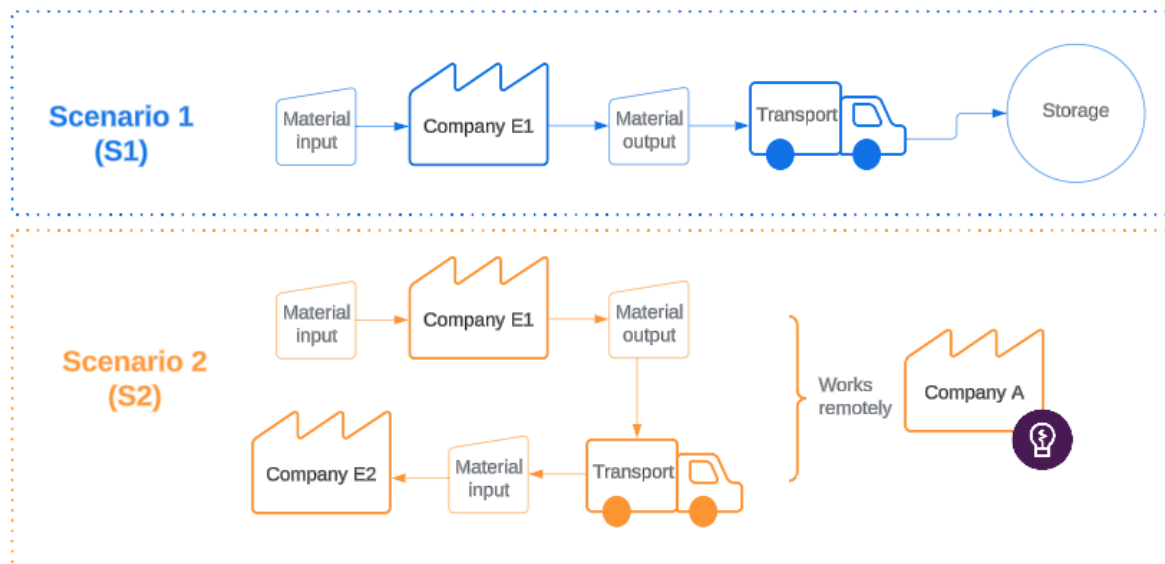 Scenario 1
(S1)
Material
input
Company E1
Material
output
Transport
Storage
Scenario 2
(S2)
Material
input
Company E1
Material
output
Company E2
Material
input
Transport
Works
remotely
Company A